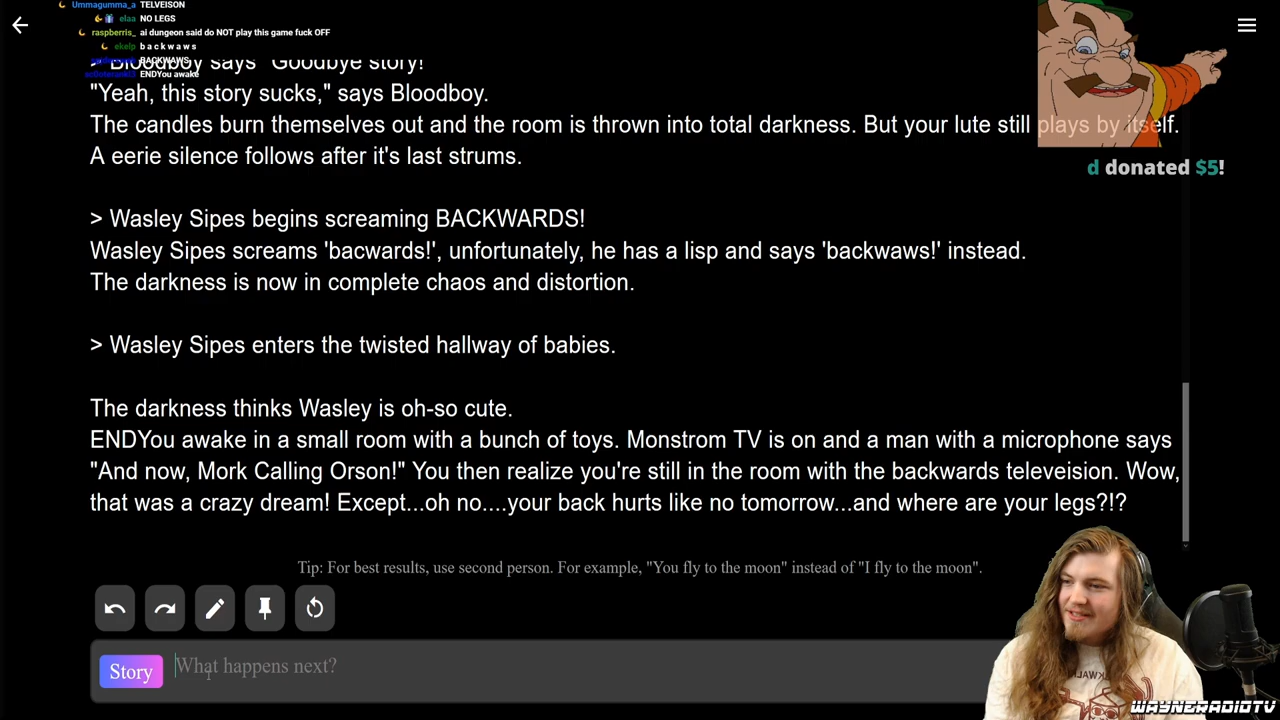 Ummagumma_a TELVEISON
elaa NO LEGS
raspberris_ ai dungeon said do NOT play this game fuck OFF
ekelp b a c k w a w s
BACKWAWS
ENDYou awake
> Bloodboy says "Goodbye story!"
"Yeah, this story sucks," says Bloodboy.
The candles burn themselves out and the room is thrown into total darkness. But your lute still plays by itself.
A eerie silence follows after it's last strums.
d donated $5!
> Wasley Sipes begins screaming BACKWARDS!
Wasley Sipes screams 'bacwards!', unfortunately, he has a lisp and says 'backwaws!' instead.
The darkness is now in complete chaos and distortion.
> Wasley Sipes enters the twisted hallway of babies.
The darkness thinks Wasley is oh-so cute.
ENDYou awake in a small room with a bunch of toys. Monstrom TV is on and a man with a microphone says
"And now, Mork Calling Orson!" You then realize you're still in the room with the backwards televeision. Wow,
that was a crazy dream! Except...oh no....your back hurts like no tomorrow...and where are your legs?!?
Tip: For best results, use second person. For example, "You fly to the moon" instead of "I fly to the moon".
Story What happens next?
WAYNERADIOTV